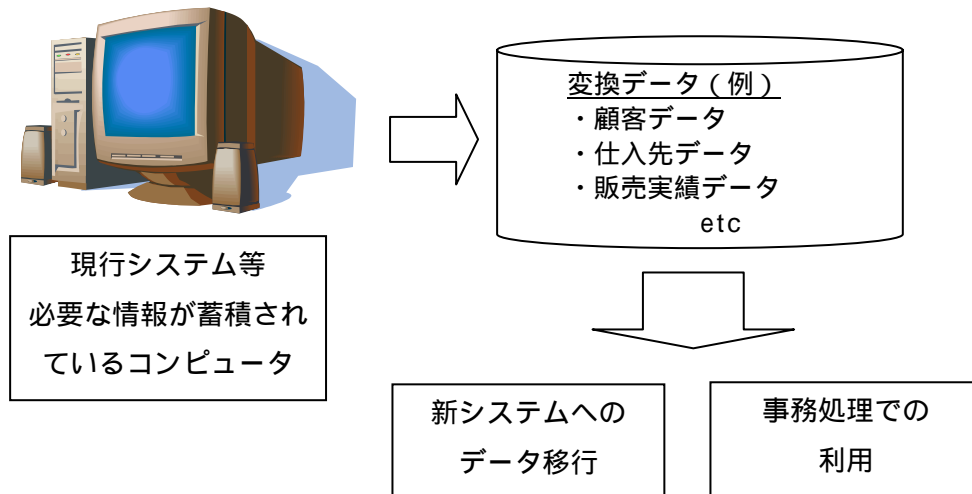 変換データ(例)
・顧客データ
・仕入先データ
・販売実績データ
etc
現行システム等
必要な情報が蓄積され
ているコンピュータ
新システムへの
データ移行
事務処理での
利用